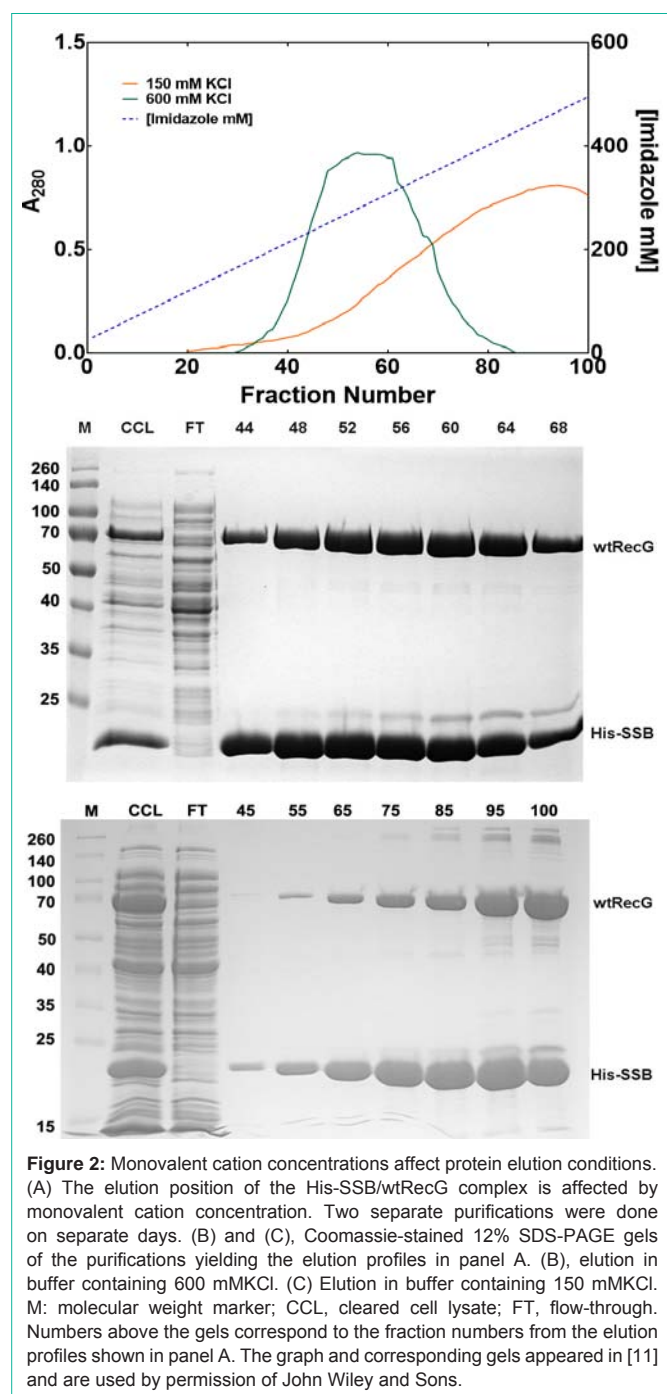 1.5
600
150 mM KCl
600 mM KCl
[Imidazole mM]
1.0
400
A280
[Imidazole mM]
0.5
200
0.0
0
0 20 40 60 80 100
Fraction Number
M CCL FT 44 48 52 56 60 64 68
260
140
100
70
wtRecG
50
40
35
25
His-SSB
M CCL FT 45 55 65 75 85 95 100
260
140
100
70
wtRecG
50
40
35
25
His-SSB
15
Figure 2: Monovalent cation concentrations affect protein elution conditions.
(A) The elution position of the His-SSB/wtRecG complex is affected by
monovalent cation concentration. Two separate purifications were done
on separate days. (B) and (C), Coomassie-stained 12% SDS-PAGE gels
of the purifications yielding the elution profiles in panel A. (B), elution in
buffer containing 600 mMKCl. (C) Elution in buffer containing 150 mMKCl.
M: molecular weight marker; CCL, cleared cell lysate; FT, flow-through.
Numbers above the gels correspond to the fraction numbers from the elution
profiles shown in panel A. The graph and corresponding gels appeared in [11]
and are used by permission of John Wiley and Sons.